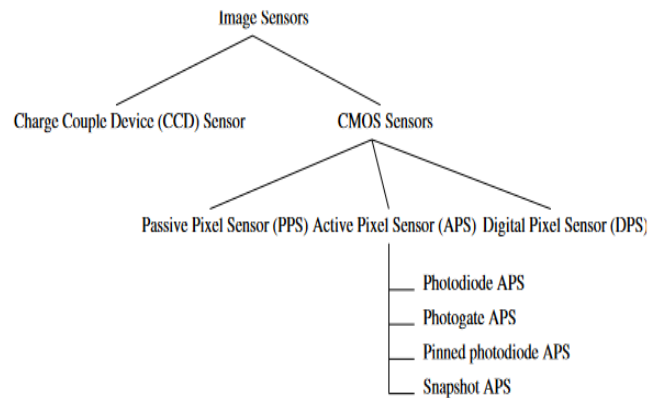 Image Sensors
Charge Couple Device (CCD) Sensor
CMOS Sensors
Passive Pixel Sensor (PPS)
Active Pixel Sensor (APS)
Digital Pixel Sensor (DPS)
Photodiode APS
Photogate APS
Pinned photodiode APS
Snapshot APS